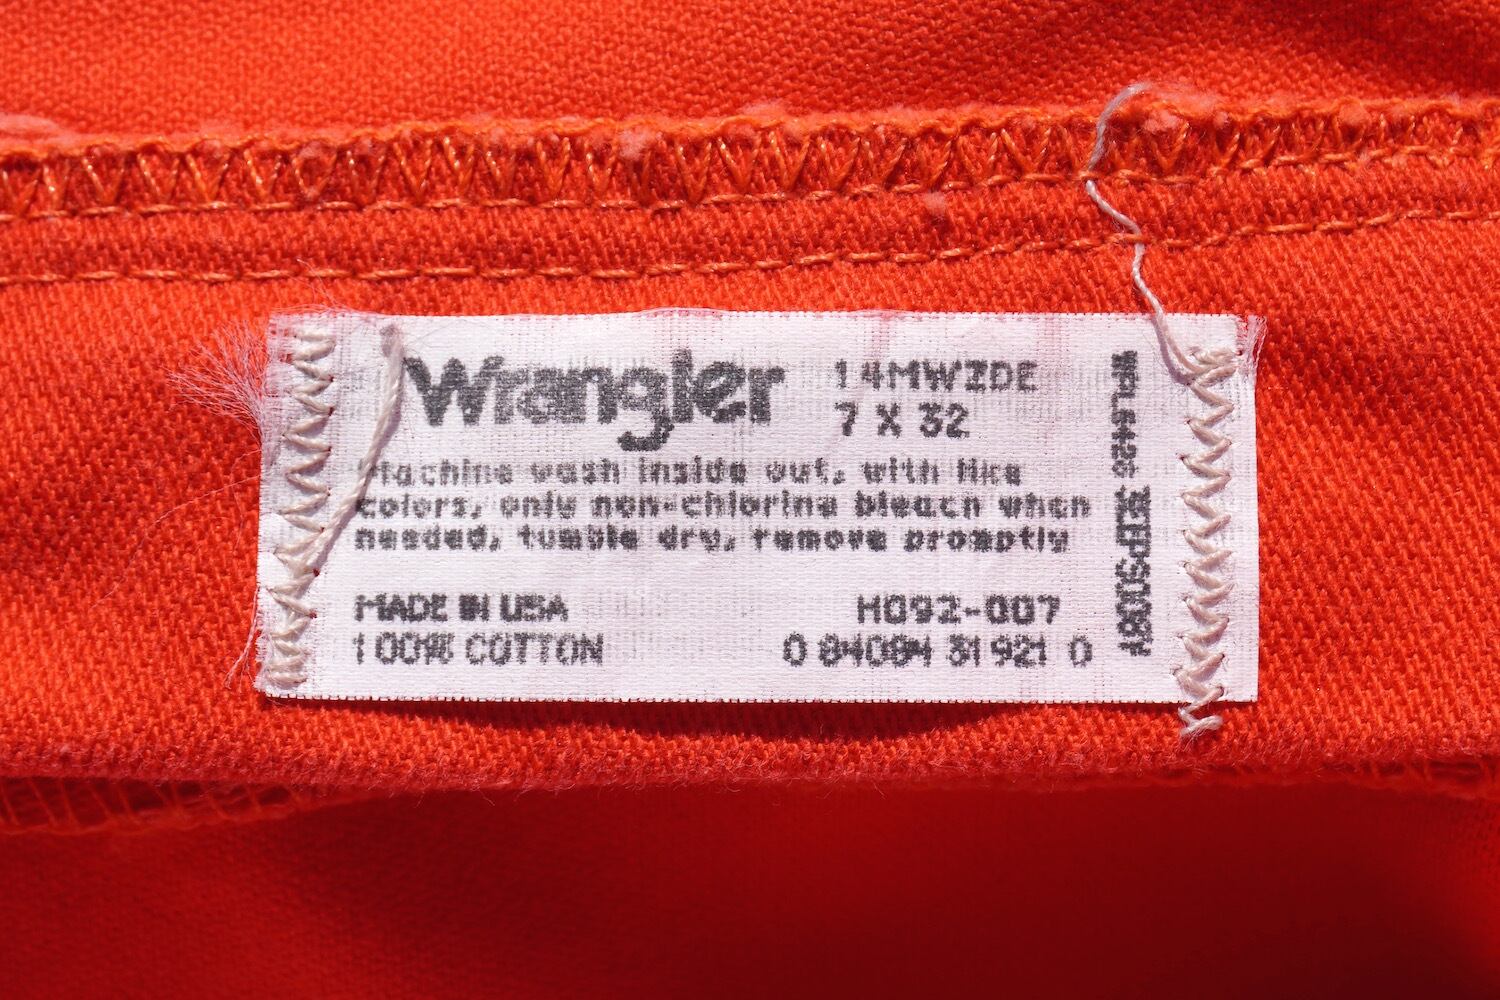 Wrangler
14MWZDE
7 X 32
Machine wash inside out, with like
colors, only non-chlorine bleach when
needed, tumble dry, remove promptly
MADE IN USA
100% COTTON
H092-007
0 84084 31921 0